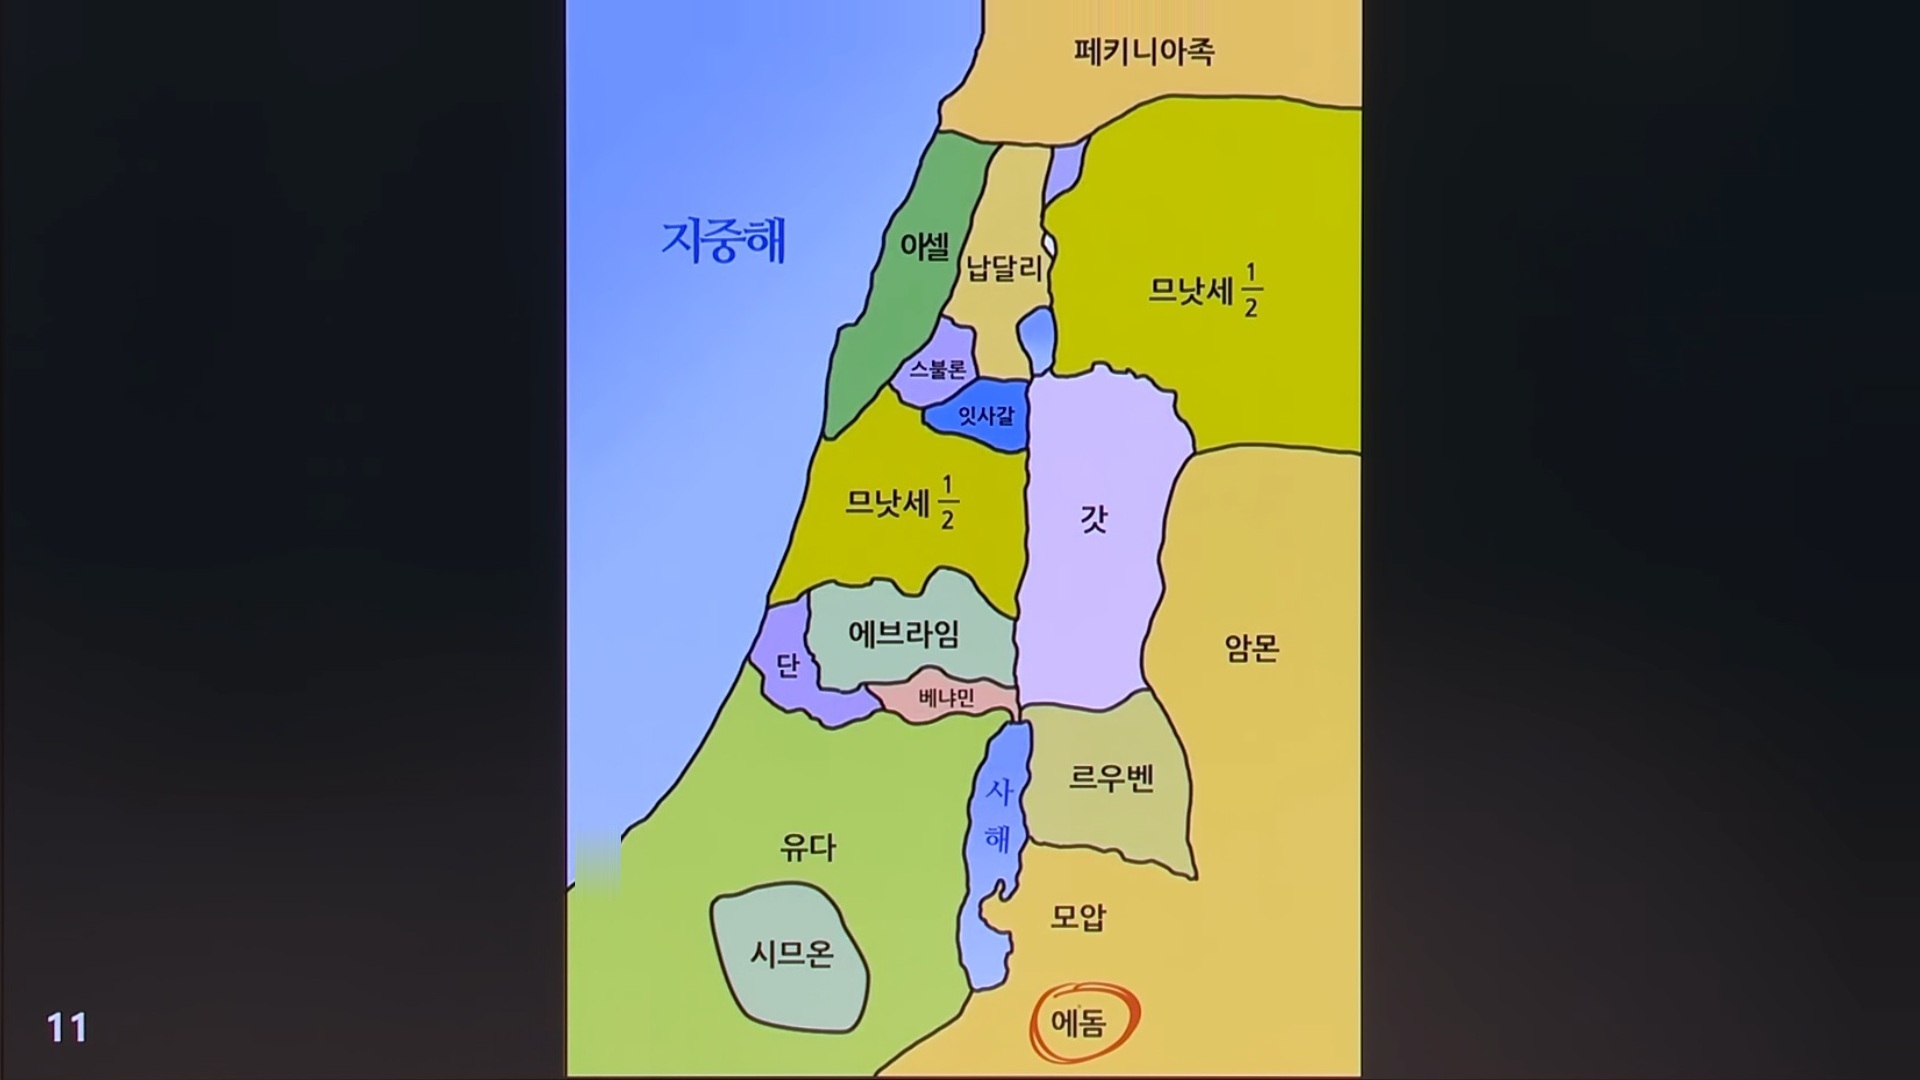 페키니아족
지중해
아셀
납달리
므낫세 1/2
스불론
잇사갈
므낫세 1/2
갓
에브라임
단
베냐민
암몬
르우벤
사
해
유다
모압
시므온
에돔
11